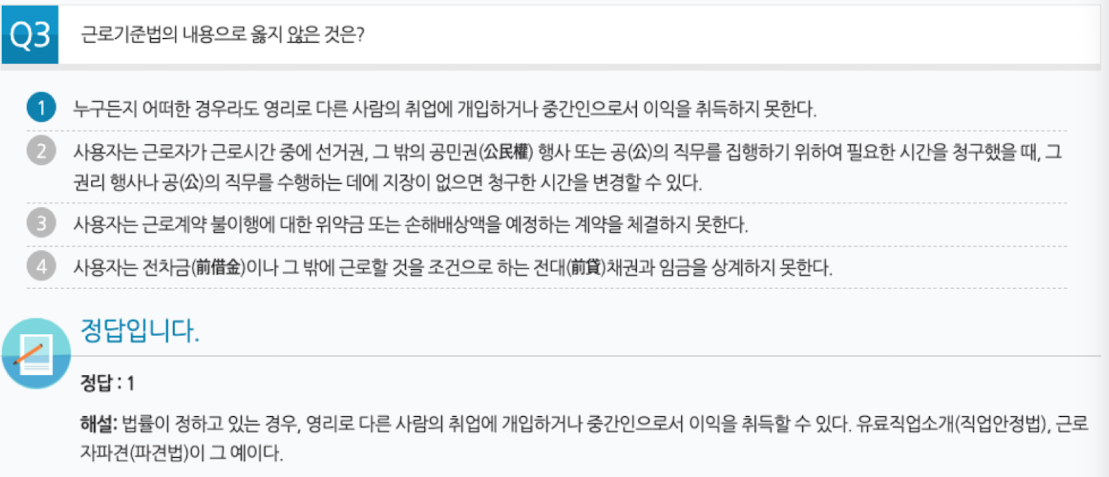 Q3 근로기준법의 내용으로 옳지 않은 것은?
1 누구든지 어떠한 경우라도 영리로 다른 사람의 취업에 개입하거나 중간인으로서 이익을 취득하지 못한다.
2 사용자는 근로자가 근로시간 중에 선거권, 그 밖의 공민권(公民權) 행사 또는 공(公)의 직무를 집행하기 위하여 필요한 시간을 청구했을 때, 그
권리 행사나 공(公)의 직무를 수행하는 데에 지장이 없으면 청구한 시간을 변경할 수 있다.
3 사용자는 근로계약 불이행에 대한 위약금 또는 손해배상액을 예정하는 계약을 체결하지 못한다.
4 사용자는 전차금(前借金)이나 그 밖에 근로할 것을 조건으로 하는 전대(前貸)채권과 임금을 상계하지 못한다.
정답입니다.
정답 : 1
해설: 법률이 정하고 있는 경우, 영리로 다른 사람의 취업에 개입하거나 중간인으로서 이익을 취득할 수 있다. 유료직업소개(직업안정법), 근로
자파견(파견법)이 그 예이다.